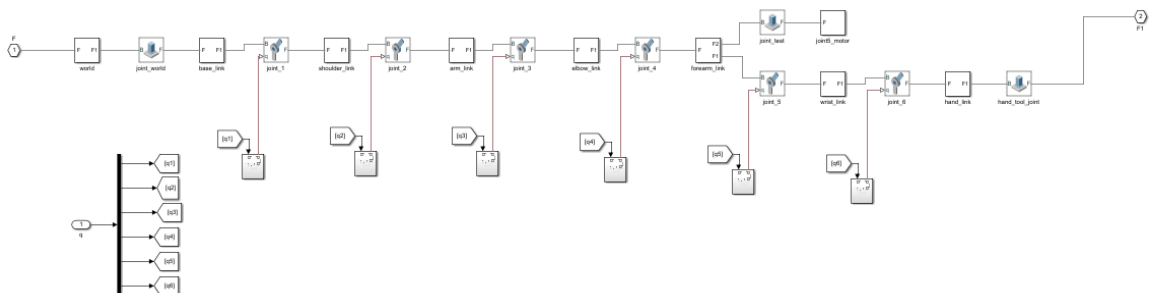 F
1
F F1
world
B F
joint_world
F F1
base_link
B F
q
joint_1
F F1
shoulder_link
B F
q
joint_2
F F1
arm_link
B F
q
joint_3
F F1
elbow_link
B F
q
joint_4
F F2
F1
forearm_link
B F
joint_test
F
joint5_motor
2
F1
B F
q
joint_5
F F1
wrist_link
B F
q
joint_6
F F1
hand_link
B F
hand_tool_joint
[q1]
[q2]
[q3]
[q4]
[q5]
[q6]
1
q
[q1]
[q2]
[q3]
[q4]
[q5]
[q6]